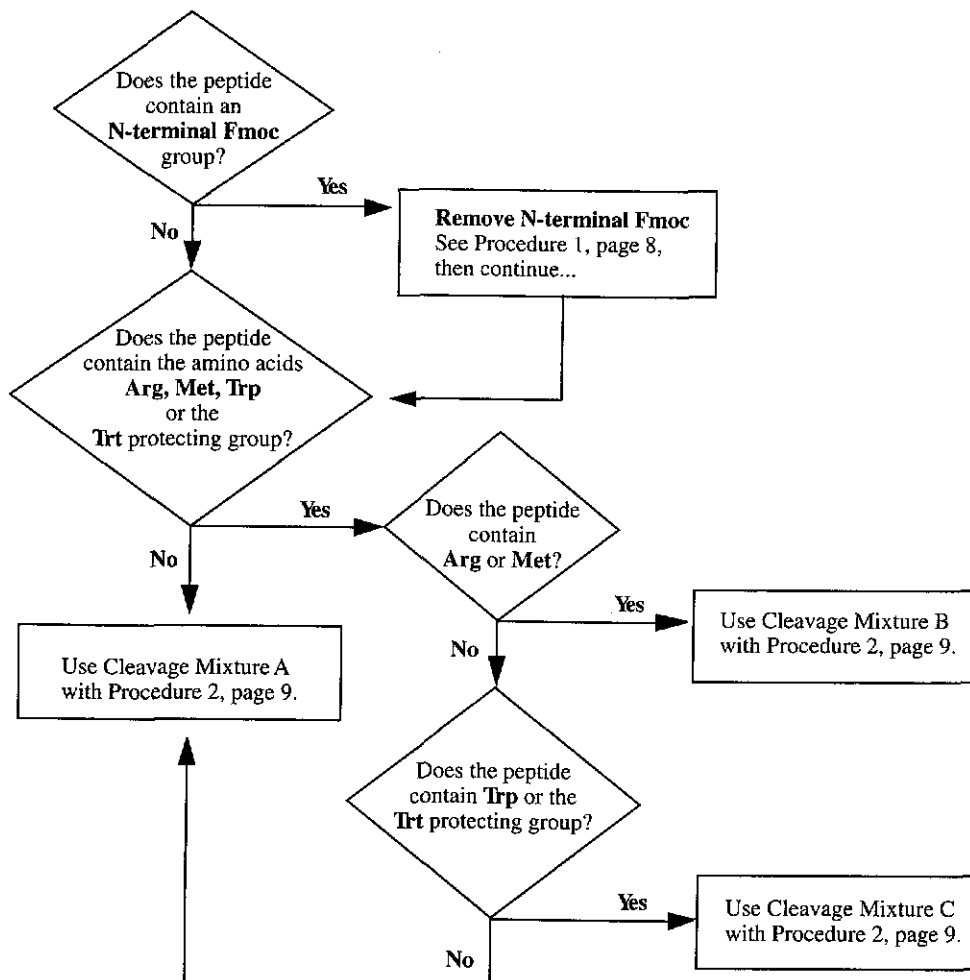 Does the peptide
contain an
N-terminal Fmoc
group?
Yes
No
Remove N-terminal Fmoc
See Procedure 1, page 8,
then continue...
Does the peptide
contain the amino acids
Arg, Met, Trp
or the
Trt protecting group?
Yes
No
Does the peptide
contain
Arg or Met?
Yes
No
Use Cleavage Mixture A
with Procedure 2, page 9.
Use Cleavage Mixture B
with Procedure 2, page 9.
Does the peptide
contain Trp or the
Trt protecting group?
Yes
No
Use Cleavage Mixture C
with Procedure 2, page 9.